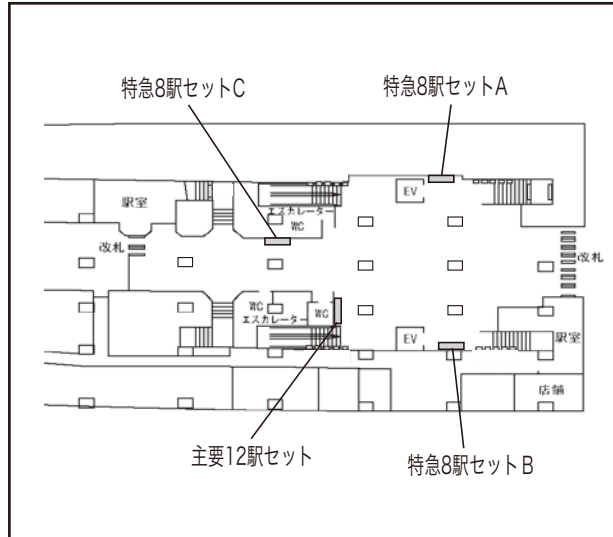 特急8駅セットC
特急8駅セットA
駅室
エスカレーター
WC
EV
改札
改札
WC
WC
エスカレーター
EV
駅室
店舗
主要12駅セット
特急8駅セットB